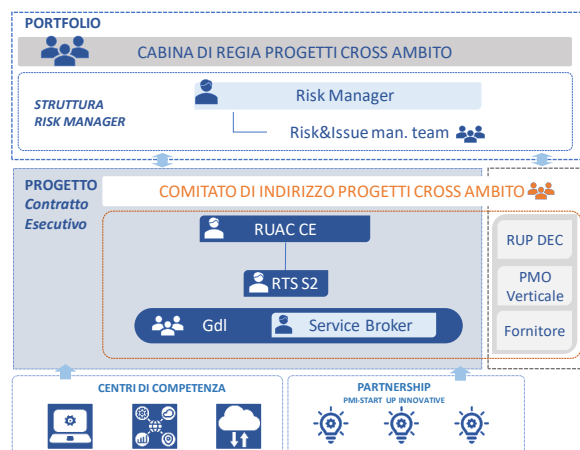 PORTFOLIO
CABINA DI REGIA PROGETTI CROSS AMBITO
STRUTTURA
RISK MANAGER
Risk Manager
Risk&Issue man. team
PROGETTO
Contratto
Esecutivo
COMITATO DI INDIRIZZO PROGETTI CROSS AMBITO
RUAC CE
RTS S2
Gdl
Service Broker
RUP DEC
PMO
Verticale
Fornitore
CENTRI DI COMPETENZA
PARTNERSHIP
PMI-START UP INNOVATIVE